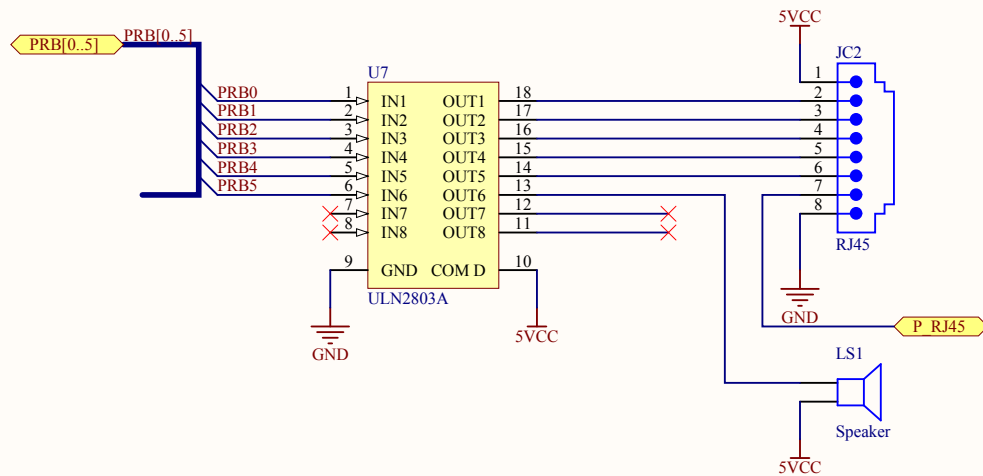 5VCC
PRB[0..5] PRB[0..5]
JC2
U7
1
PRB0 1 IN1 OUT1 18 2
PRB1 2 IN2 OUT2 17 3
PRB2 3 IN3 OUT3 16 4
PRB3 4 IN4 OUT4 15 5
PRB4 5 IN5 OUT5 14 6
PRB5 6 IN6 OUT6 13 7
7 IN7 OUT7 12 8
8 IN8 OUT8 11
RJ45
9 GND COM D 10
ULN2803A
GND
P_RJ45
5VCC
GND
LS1
Speaker
5VCC